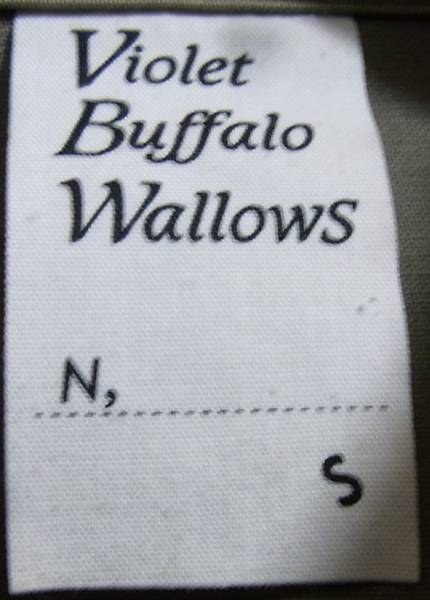 Violet
Buffalo
Wallows
N,
S